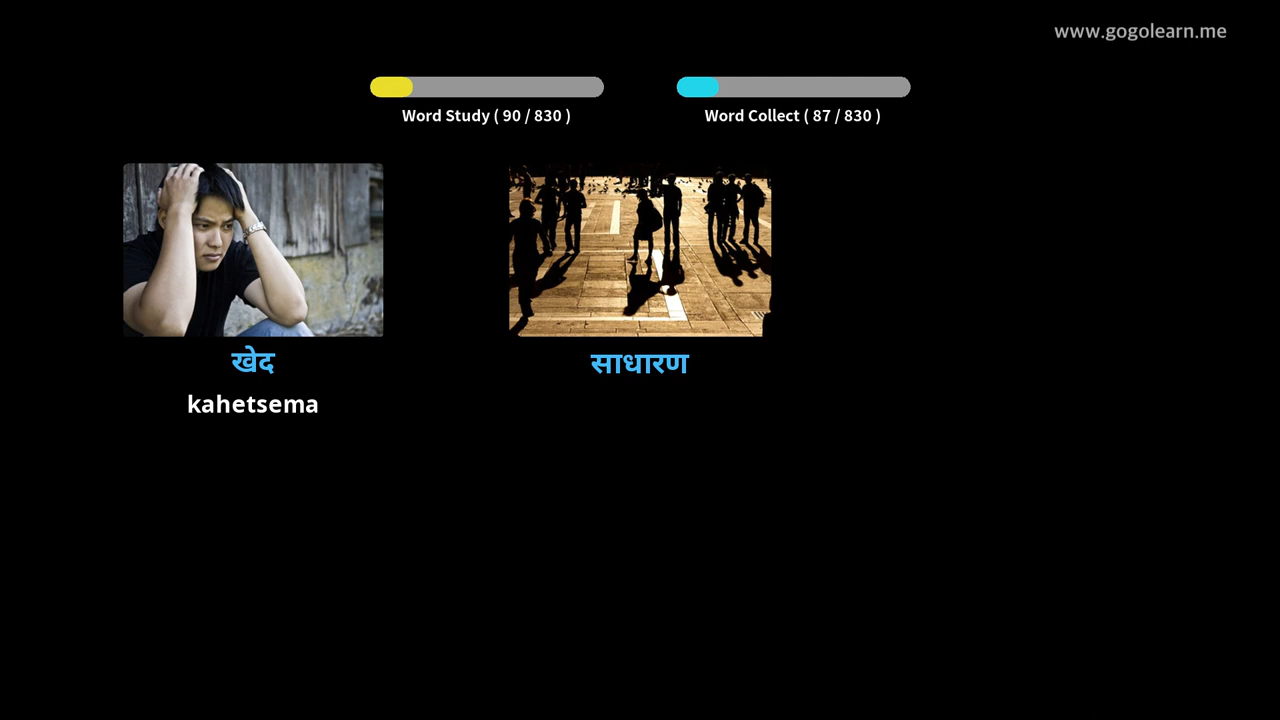 www.gogolearn.me
Word Study ( 90 / 830 )
Word Collect ( 87 / 830 )
खेद
साधारण
kahetsema